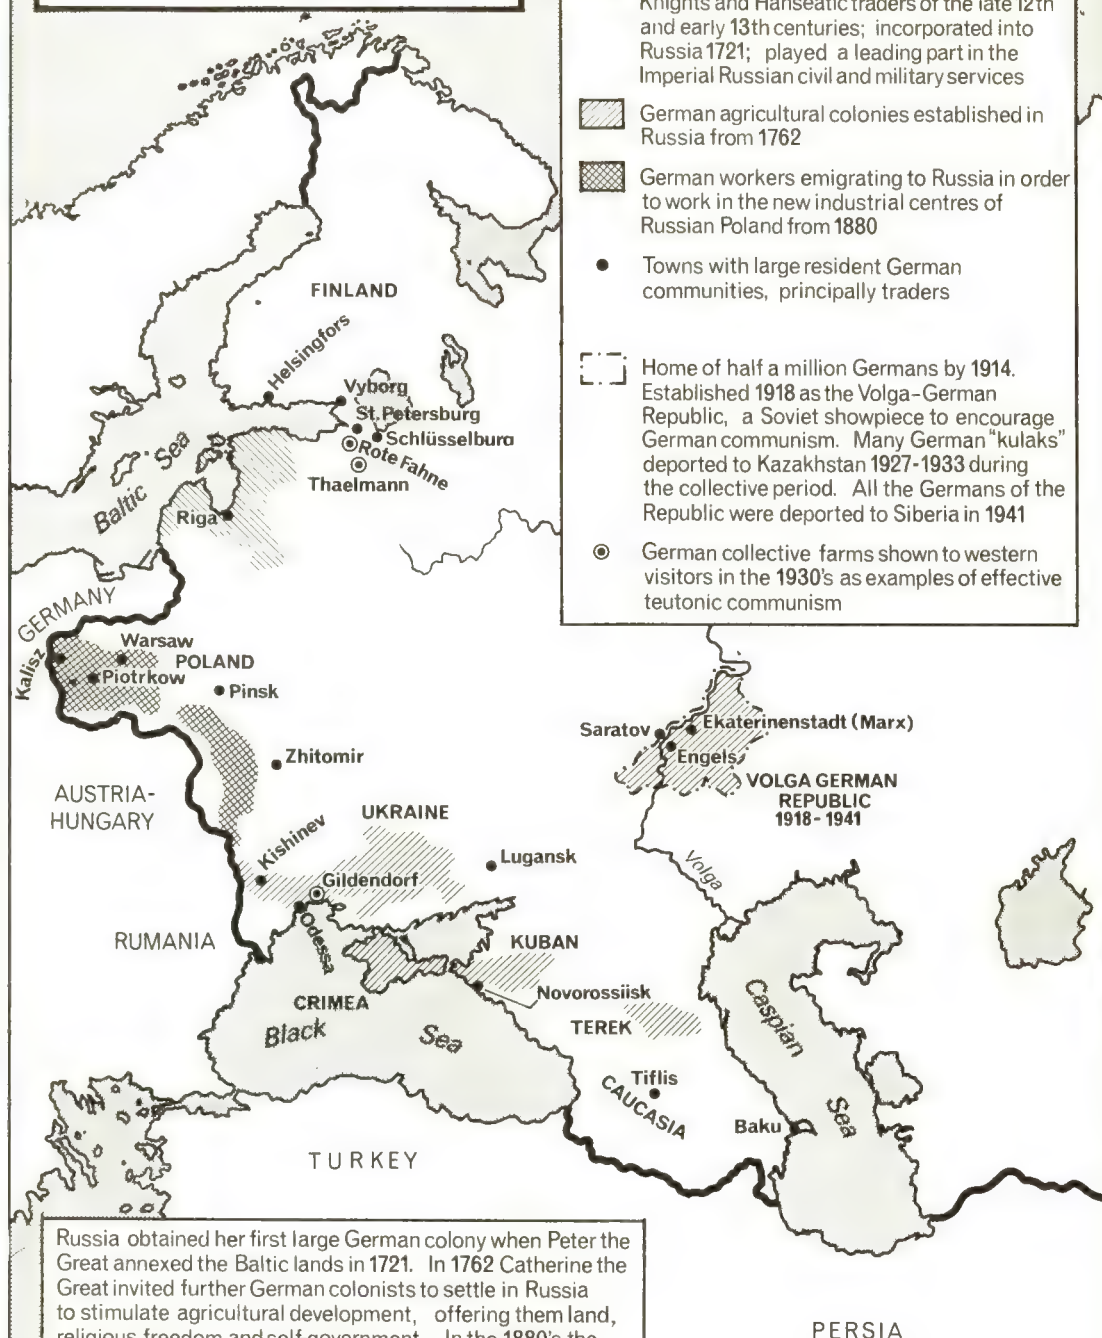 Knights and Hanseatic traders of the late 12th
and early 13th centuries; incorporated into
Russia 1721; played a leading part in the
Imperial Russian civil and military services
German agricultural colonies established in
Russia from 1762
German workers emigrating to Russia in order
to work in the new industrial centres of
Russian Poland from 1880
Towns with large resident German
communities, principally traders
Home of half a million Germans by 1914.
Established 1918 as the Volga-German
Republic, a Soviet showpiece to encourage
German communism. Many German "kulaks"
deported to Kazakhstan 1927-1933 during
the collective period. All the Germans of the
Republic were deported to Siberia in 1941
German collective farms shown to western
visitors in the 1930's as examples of effective
teutonic communism
FINLAND
Helsingfors
Vyborg
St. Petersburg
Schlüsselburg
Rote Fahne
Thaelmann
Baltic Sea
Riga
GERMANY
Kalisz
Warsaw
POLAND
Piotrkow
Pinsk
Zhitomir
AUSTRIA-
HUNGARY
UKRAINE
Kishinev
Lugansk
Gildendorf
Odessa
RUMANIA
Saratov
Ekaterinenstadt (Marx)
Engels
VOLGA GERMAN
REPUBLIC
1918-1941
Volga
KUBAN
Novorossiisk
CRIMEA
TEREK
Black Sea
Caspian Sea
Tiflis
CAUCASIA
Baku
TURKEY
PERSIA
Russia obtained her first large German colony when Peter the
Great annexed the Baltic lands in 1721. In 1762 Catherine the
Great invited further German colonists to settle in Russia
to stimulate agricultural development, offering them land,
religious freedom and self-government. In the 1880's the